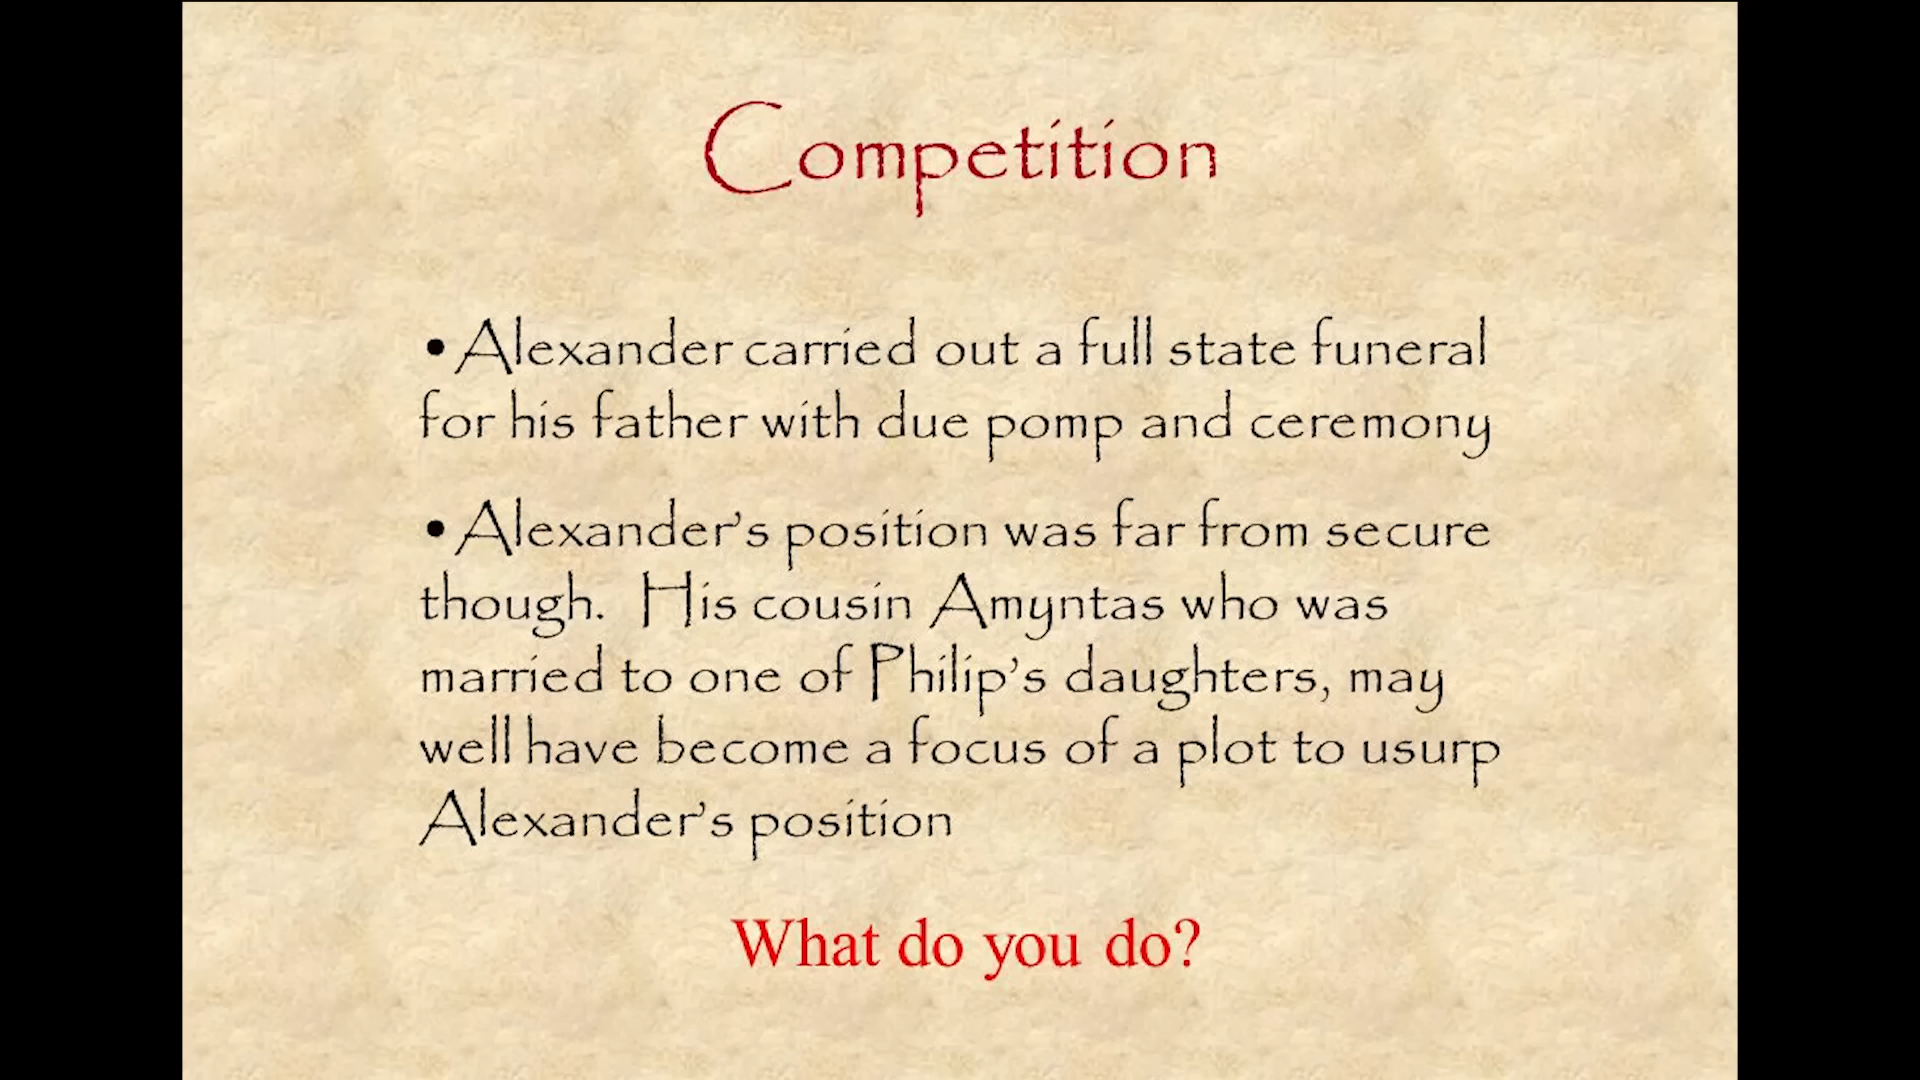 Competition
• Alexander carried out a full state funeral
for his father with due pomp and ceremony
• Alexander's position was far from secure
though.  His cousin Amyntas who was
married to one of Philip's daughters, may
well have become a focus of a plot to usurp
Alexander's position
What do you do?